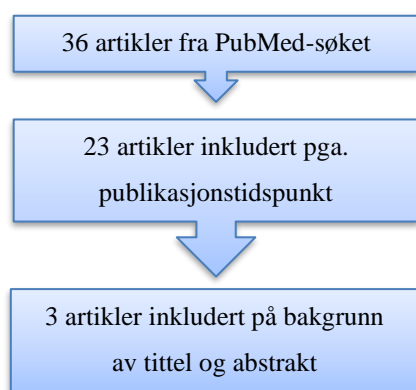 36 artikler fra PubMed-søket
23 artikler inkludert pga.
publikasjonstidspunkt
3 artikler inkludert på bakgrunn
av tittel og abstrakt